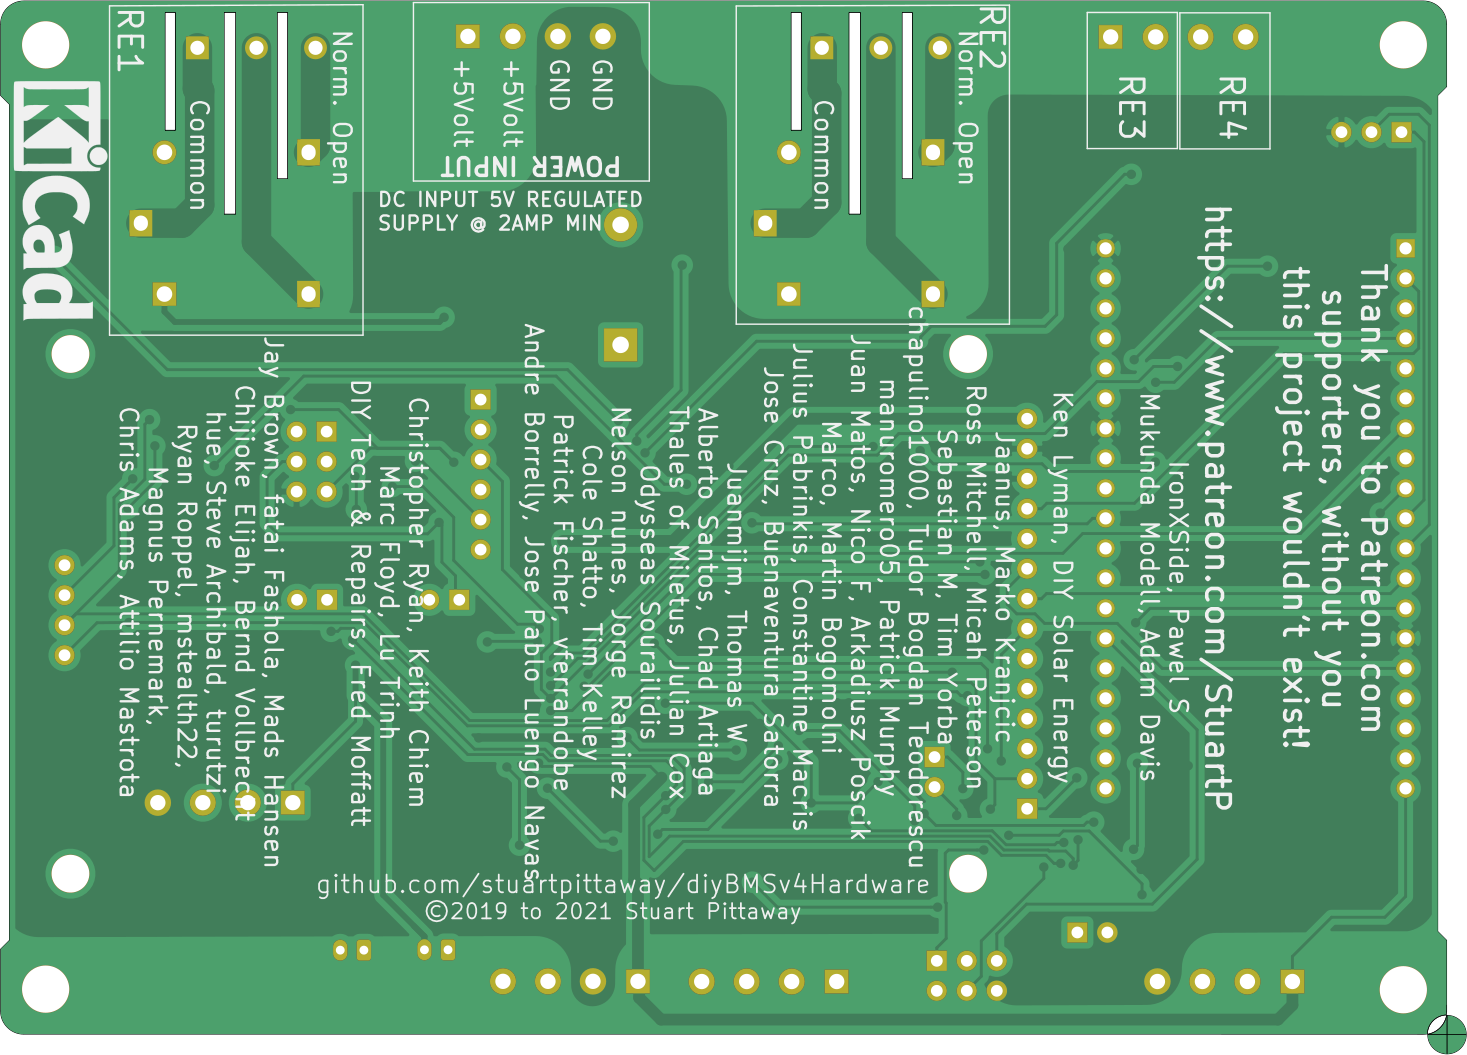 RE1
Norm. Open
Common
+5Volt
+5Volt
GND
GND
POWER INPUT
DC INPUT 5V REGULATED
SUPPLY @ 2AMP MIN
RE2
Norm. Open
Common
RE3
RE4
KiCad
Thank you to Patreon.com
supporters, without you
this project wouldn't exist!
https://www.patreon.com/StuartP
IronXSide, Pawel S
Mukunda Modell, Adam Davis
Ken Lyman, DIY Solar Energy
Jaanus, Marko Kranjcic
Ross Mitchell, Micah Peterson
Sebastian M, Tim Yorba
chapulino1000, Tudor Bogdan Teodorescu
manuromero05, Patrick Murphy
Juan Matos, Nco F, Arkadiusz Poscik
Marco, Martin Bogomolni
Julius Pabrinkis, Constantine Macris
Jose Cruz, Buenaventura Satorra
Juanmijm, Thomas W
Alberto Santos, Chad Artiaga
Thales of Miletus, Julian Cox
Odysseas Sourailidis
Nelson nunes, Jorge Ramirez
Cole Shatto, Tim Kelley
Patrick Fischer, vferrandobe
Andre Borrelly, Jose Pablo Luengo Navas
Christopher Ryan, Keith Chiem
Marc Floyd, Lu Trinh
DIY Tech & Repairs, Fred Moffatt
Jay Brown, fatai Fashola, Mads Hansen
Chijioke Elijah, Bernd Vollbrecht
hue, Steve Achibald, turutzi
Ryan Roppel, mstealth22,
Magnus Pernemark,
Chris Adams, Attilio Mastrota
github.com/stuartpittaway/diyBMSv4Hardware
©2019 to 2021 Stuart Pittaway